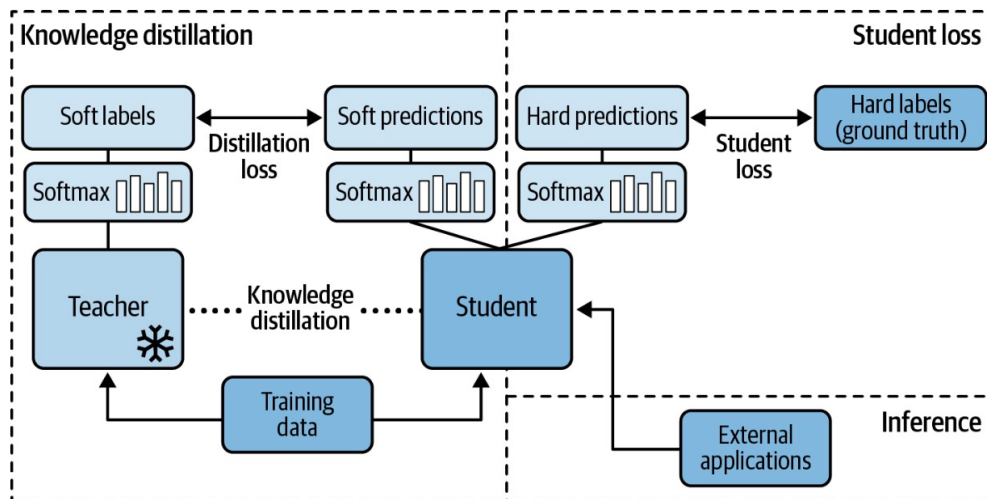 Knowledge distillation
Student loss
Soft labels
Distillation
loss
Soft predictions
Hard predictions
Student
loss
Hard labels
(ground truth)
Softmax
Softmax
Softmax
Teacher
Knowledge
distillation
Student
Training
data
Inference
External
applications